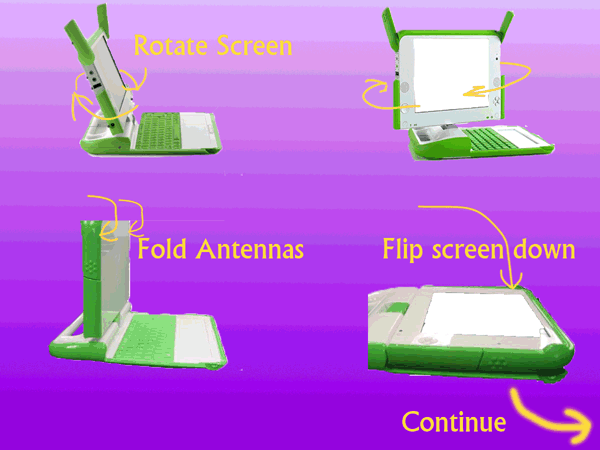 Rotate Screen
Fold Antennas
Flip screen down
Continue